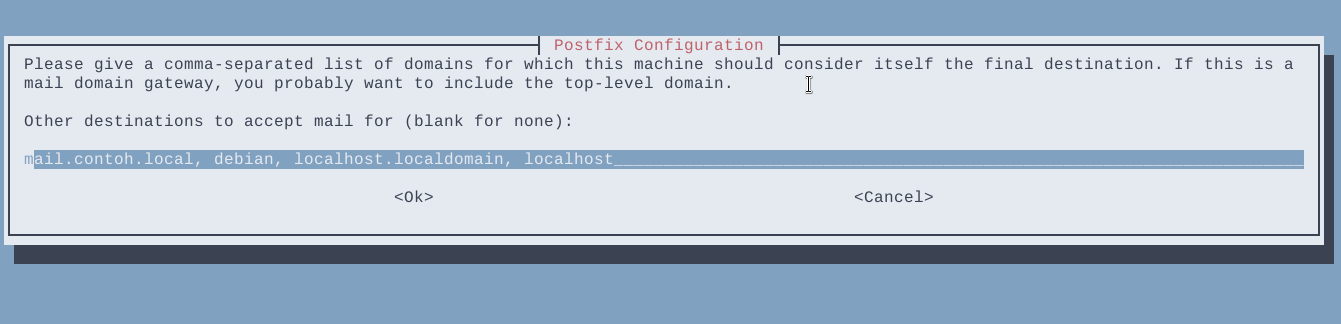 Postfix Configuration
Please give a comma-separated list of domains for which this machine should consider itself the final destination. If this is a
mail domain gateway, you probably want to include the top-level domain.
Other destinations to accept mail for (blank for none):
mail.contoh.local, debian, localhost.localdomain, localhost
<Ok> <Cancel>